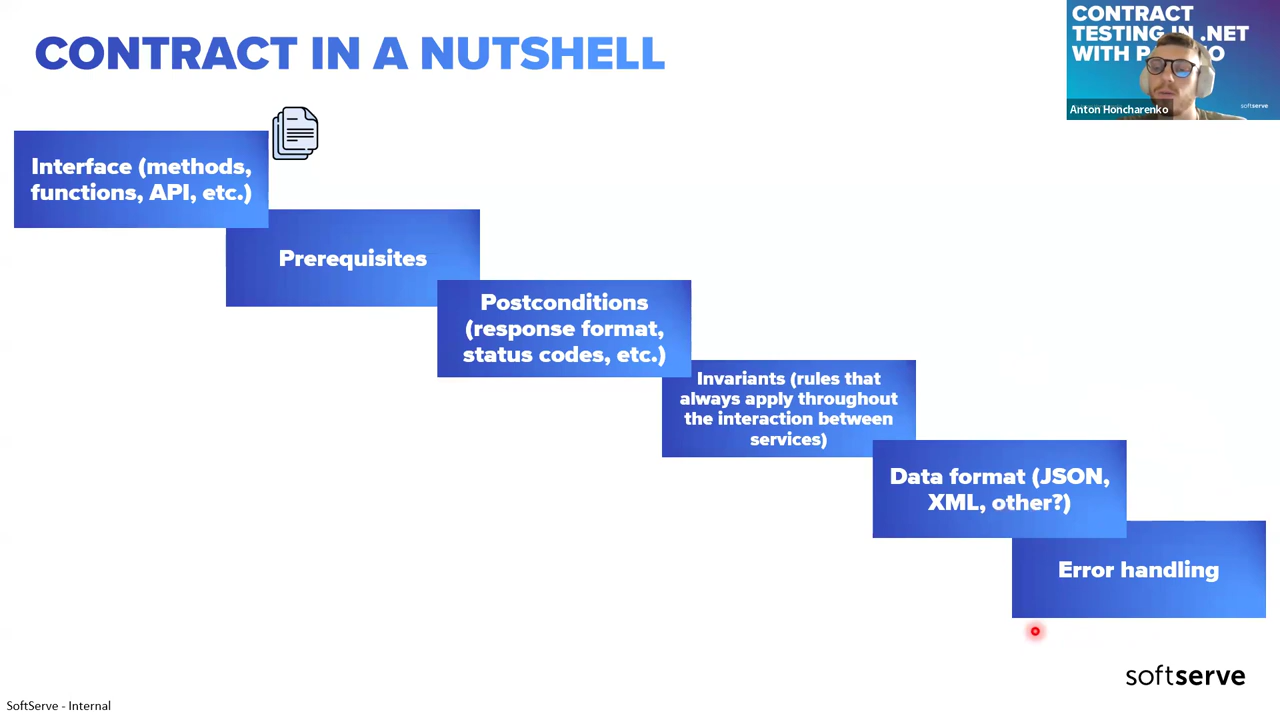 CONTRACT IN A NUTSHELL
CONTRACT
TESTING IN .NET
WITH
Anton Honcharenko
softserve
Interface (methods,
functions, API, etc.)
Prerequisites
Postconditions
(response format,
status codes, etc.)
Invariants (rules that
always apply throughout
the interaction between
services)
Data format (JSON,
XML, other?)
Error handling
softserve
SoftServe - Internal